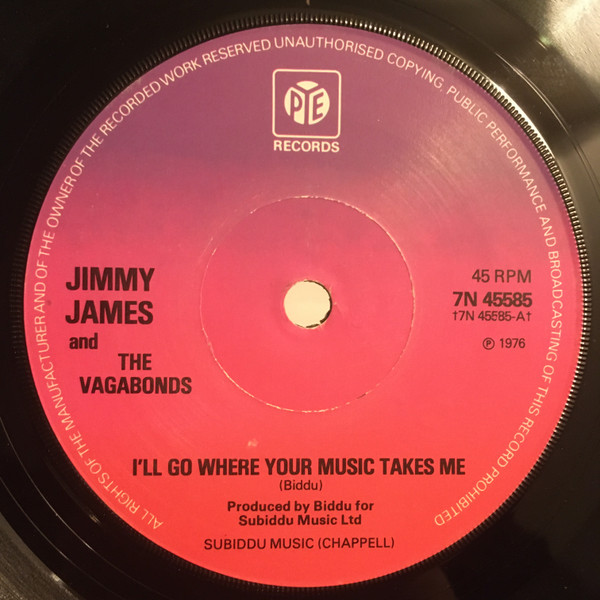 ALL RIGHTS OF THE MANUFACTURER AND OF THE OWNER OF THE RECORDED WORK RESERVED UNAUTHORISED COPYING, PUBLIC PERFORMANCE AND BROADCASTING OF THIS RECORD PROHIBITED
PYE
RECORDS
JIMMY
JAMES
and
THE
VAGABONDS
45 RPM
7N 45585
†7N 45585-A†
℗ 1976
I'LL GO WHERE YOUR MUSIC TAKES ME
(Biddu)
Produced by Biddu for
Subiddu Music Ltd
SUBIDDU MUSIC (CHAPPELL)